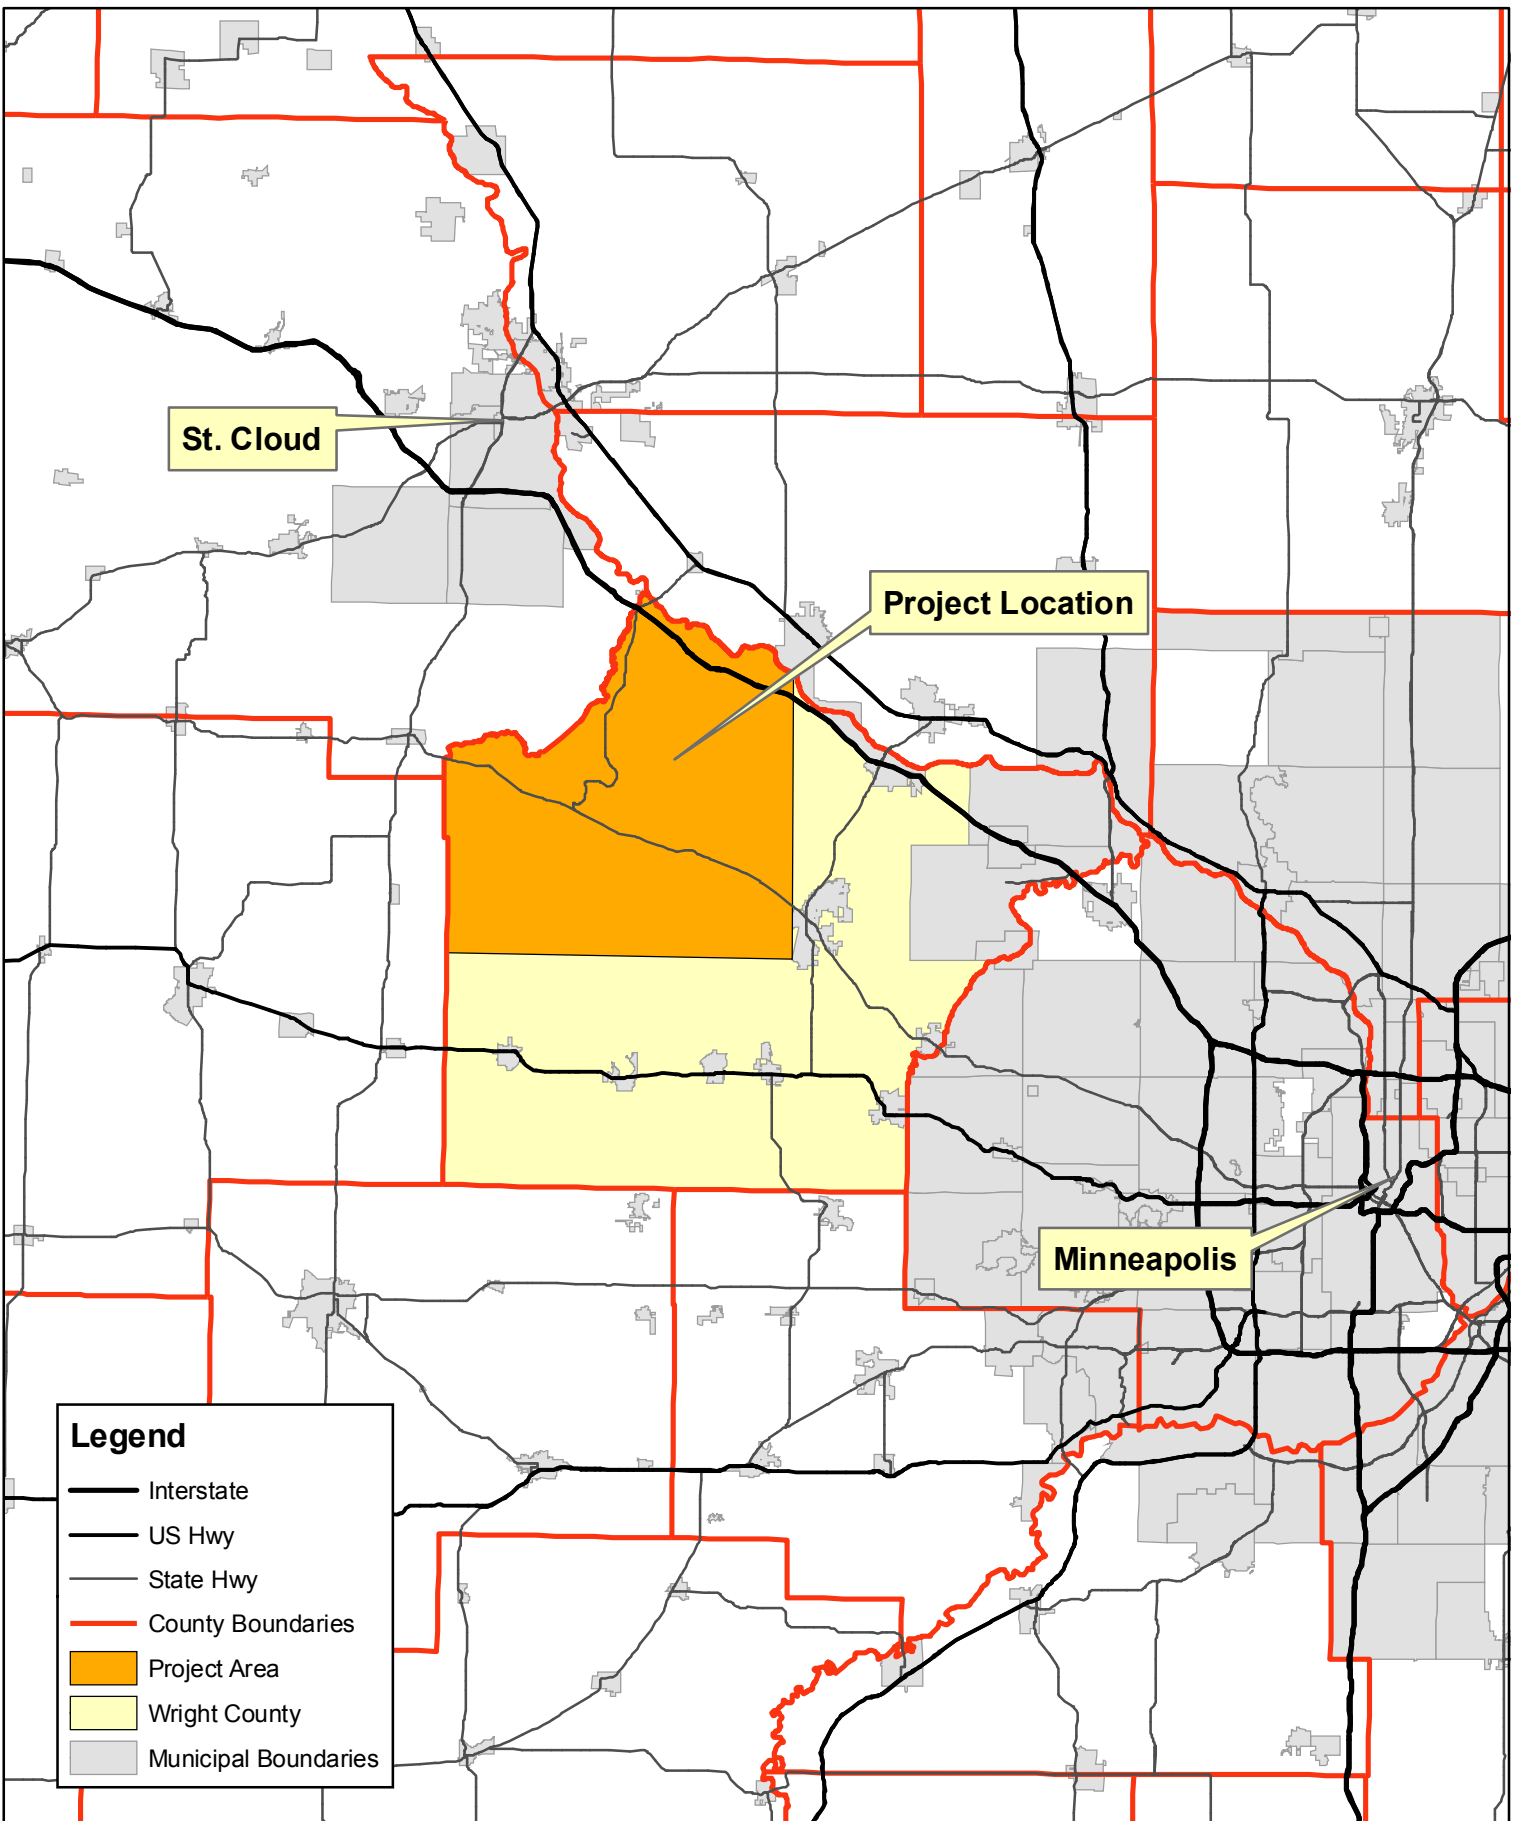 St. Cloud
Project Location
Minneapolis
Legend
Interstate
US Hwy
State Hwy
County Boundaries
Project Area
Wright County
Municipal Boundaries